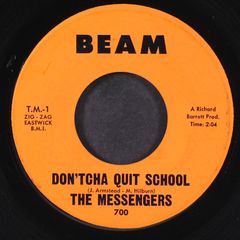 BEAM
T.M.-1
ZIG - ZAG
EASTWICK
B.M.I.
A Richard
Barrett Prod.
Time: 2:04
DON'TCHA QUIT SCHOOL
(J. Armstead - M. Hilburn)
THE MESSENGERS
700